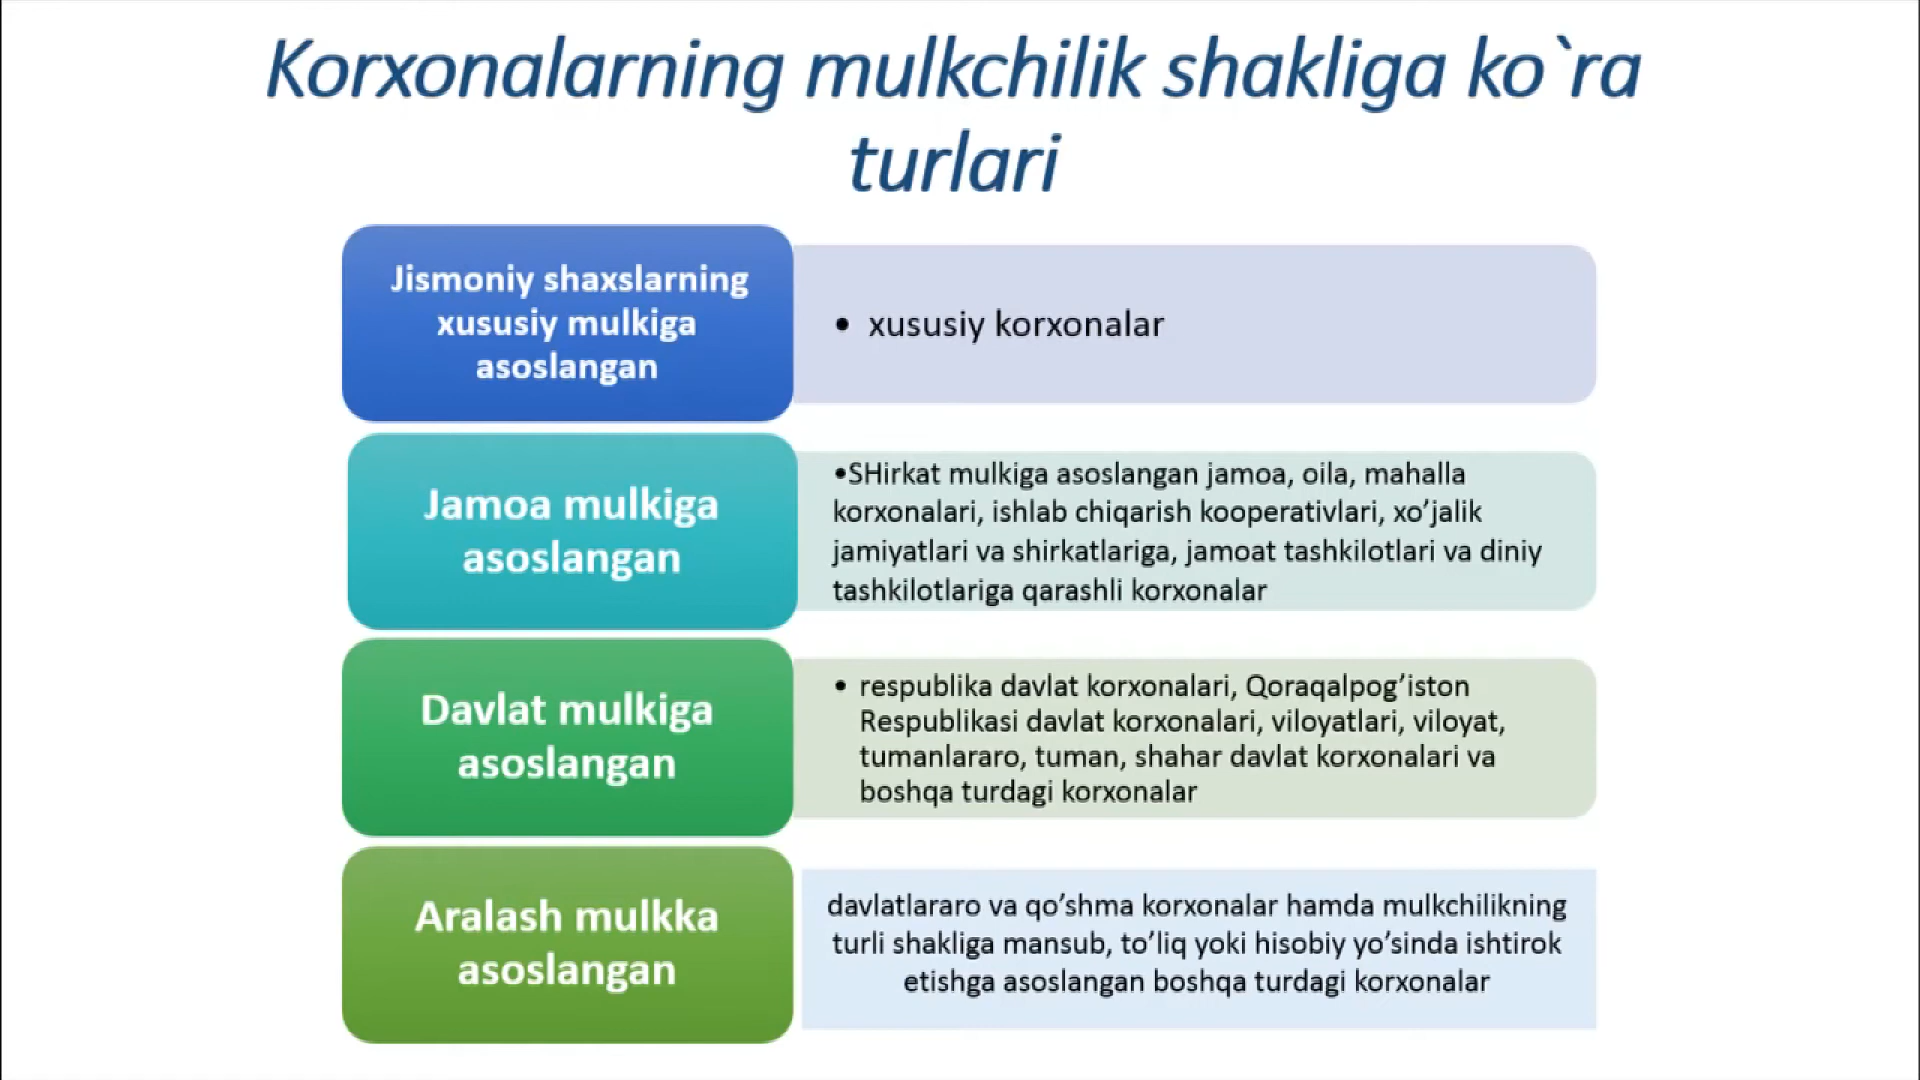 Korxonalarning mulkchilik shakliga ko`ra
turlari
Jismoniy shaxslarning
xususiy mulkiga
asoslangan
• xususiy korxonalar
Jamoa mulkiga
asoslangan
•SHirkat mulkiga asoslangan jamoa, oila, mahalla
korxonalari, ishlab chiqarish kooperativlari, xo’jalik
jamiyatlari va shirkatlariga, jamoat tashkilotlari va diniy
tashkilotlariga qarashli korxonalar
Davlat mulkiga
asoslangan
• respublika davlat korxonalari, Qoraqalpog’iston
Respublikasi davlat korxonalari, viloyatlari, viloyat,
tumanlararo, tuman, shahar davlat korxonalari va
boshqa turdagi korxonalar
Aralash mulkka
asoslangan
davlatlararo va qo’shma korxonalar hamda mulkchilikning
turli shakliga mansub, to’liq yoki hisobiy yo’sinda ishtirok
etishga asoslangan boshqa turdagi korxonalar